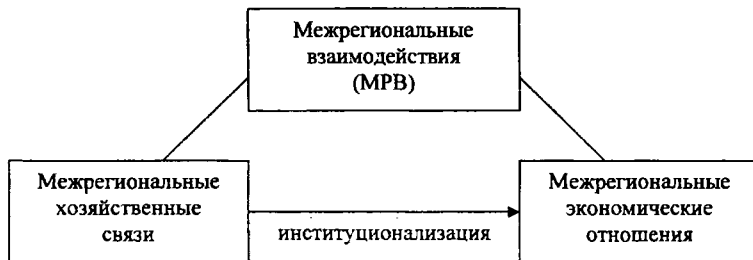 Межрегиональные
взаимодействия
(МРВ)
Межрегиональные
хозяйственные
связи
институционализация
Межрегиональные
экономические
отношения